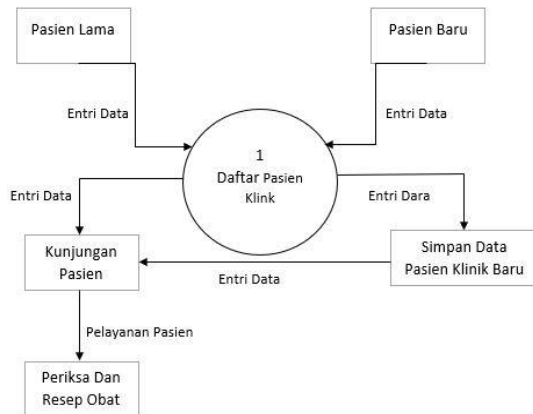 Pasien Lama
Pasien Baru
Entri Data
Entri Data
1
Daftar Pasien
Klink
Entri Data
Entri Dara
Kunjungan
Pasien
Simpan Data
Pasien Klinik Baru
Entri Data
Pelayanan Pasien
Periksa Dan
Resep Obat